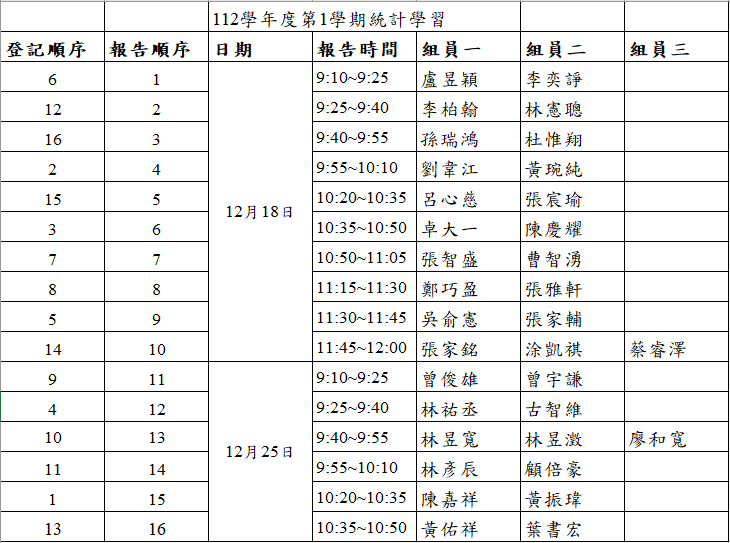 112學年度第1學期統計學習
登記順序 報告順序 日期 報告時間 組員一 組員二 組員三
6 1 9:10~9:25 盧昱穎 李奕諍
12 2 9:25~9:40 李柏翰 林憲聰
16 3 9:40~9:55 孫瑞鴻 杜惟翔
2 4 9:55~10:10 劉韋江 黃琬純
15 5 10:20~10:35 呂心慈 張宸瑜
12月18日
3 6 10:35~10:50 卓大一 陳慶耀
7 7 10:50~11:05 張智盛 曹智湧
8 8 11:15~11:30 鄭巧盈 張雅軒
5 9 11:30~11:45 吳俞憲 張家輔
14 10 11:45~12:00 張家銘 涂凱祺 蔡睿澤
9 11 9:10~9:25 曾俊雄 曾宇謙
4 12 9:25~9:40 林祐丞 古智維
10 13 9:40~9:55 林昱寬 林昱澂 廖和寬
12月25日
11 14 9:55~10:10 林彥辰 顧倍豪
1 15 10:20~10:35 陳嘉祥 黃振瑋
13 16 10:35~10:50 黃佑祥 葉書宏